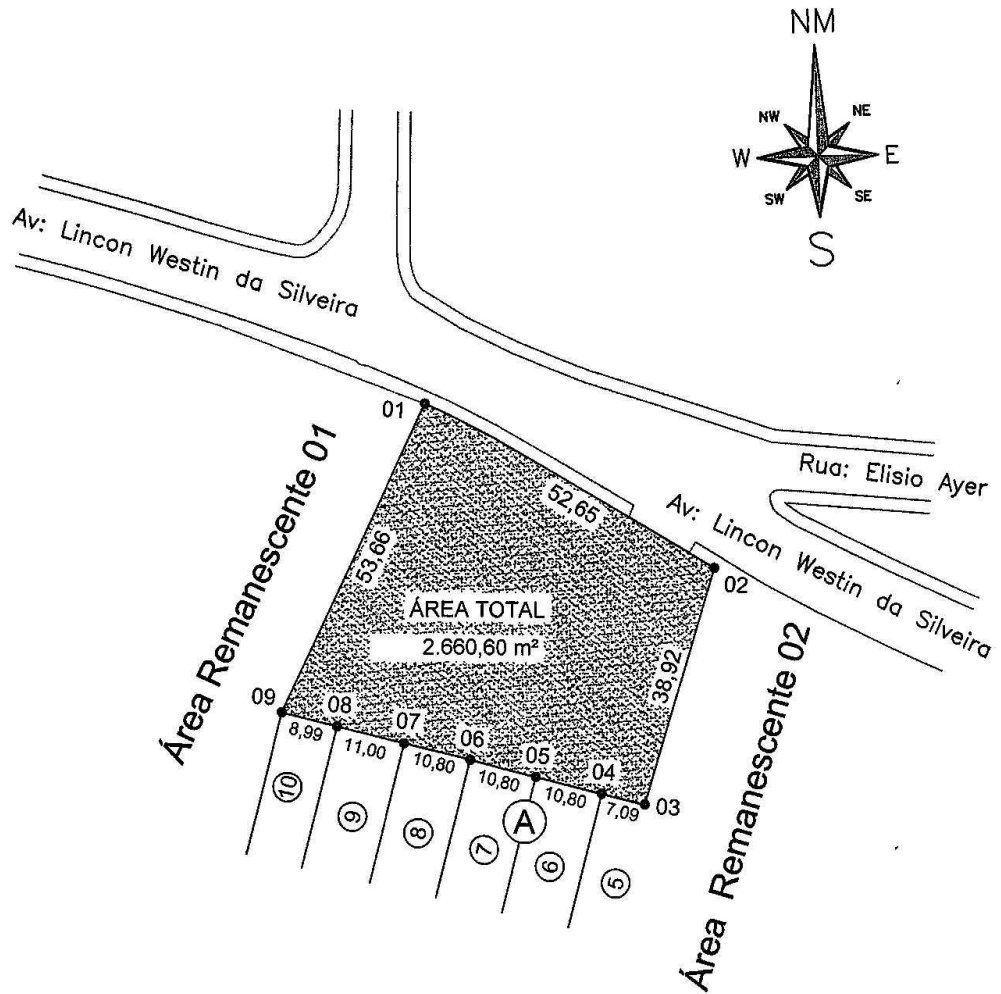 NM
NW
NE
W
E
SW
SE
S
Av: Lincon Westin da Silveira
01
Área Remanescente 01
52,65
Rua: Elisio Ayer
Av: Lincon Westin da Silveira
02
53,66
ÁREA TOTAL
2.660,60 m²
38,92
Área Remanescente 02
09
08
07
06
05
04
03
8,99
11,00
10,80
10,80
10,80
7,09
A
10
9
8
7
6
5